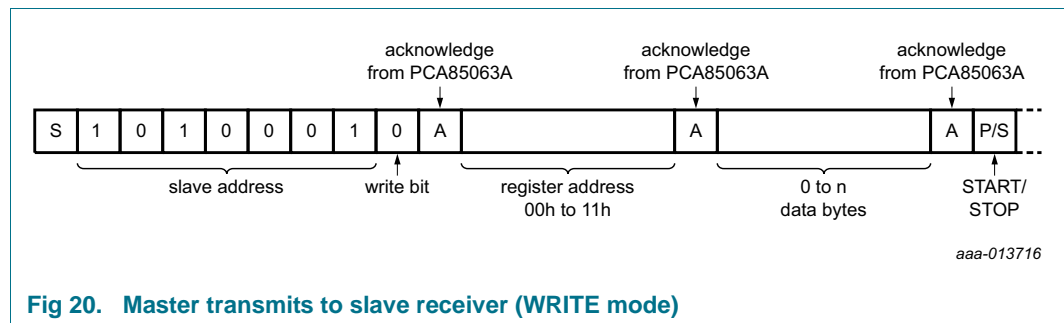 acknowledge
from PCA85063A
acknowledge
from PCA85063A
acknowledge
from PCA85063A
S 1 0 1 0 0 0 1 0 A A A P/S
slave address
write bit
register address
00h to 11h
0 to n
data bytes
START/
STOP
aaa-013716
Fig 20. Master transmits to slave receiver (WRITE mode)